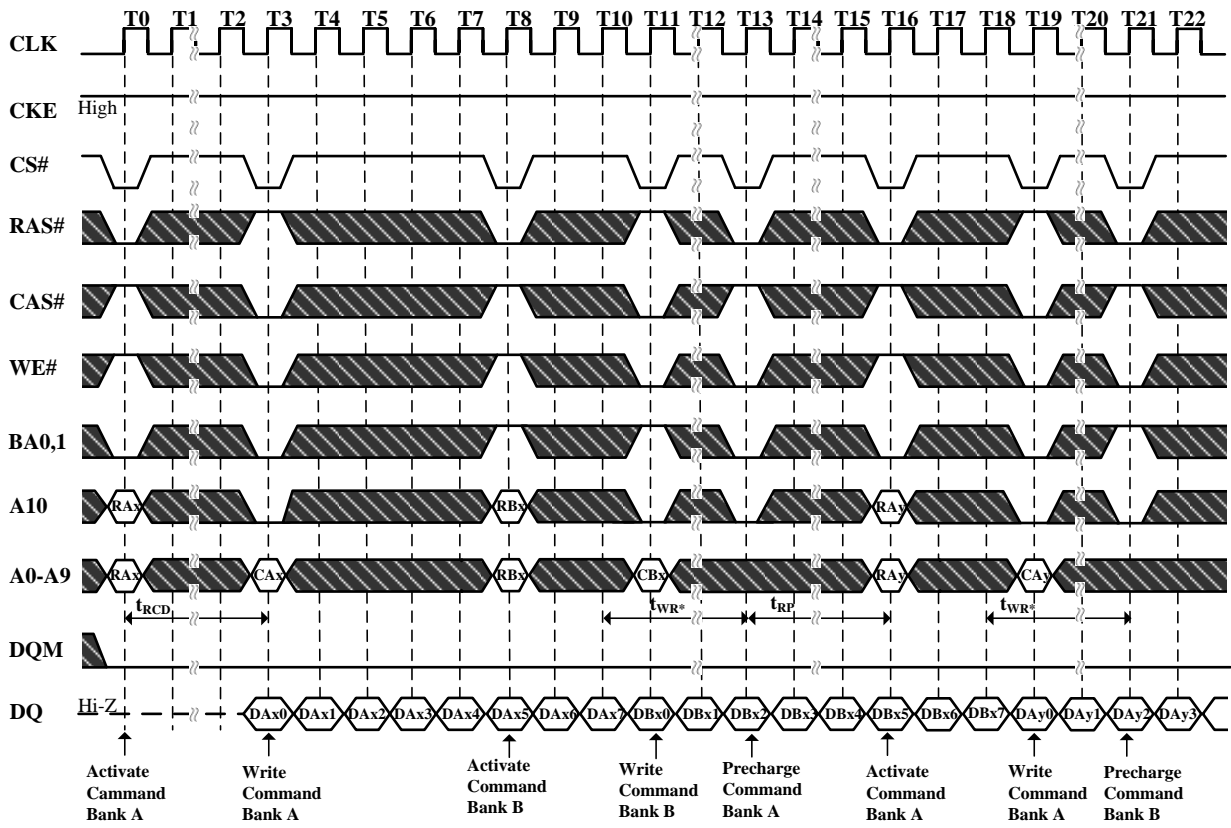 T0 T1 T2 T3 T4 T5 T6 T7 T8 T9 T10 T11 T12 T13 T14 T15 T16 T17 T18 T19 T20 T21 T22
CLK
CKE High
CS#
RAS#
CAS#
WE#
BA0,1
A10 RAx RBx RAy
A0-A9 RAx CAx RBx CBx RAy CAy
tRCD tWR* tRP tWR*
DQM
DQ Hi-Z DAx0 DAx1 DAx2 DAx3 DAx4 DAx5 DAx6 DAx7 DBx0 DBx1 DBx2 DBx3 DBx4 DBx5 DBx6 DBx7 DAy0 DAy1 DAy2 DAy3
Activate
Cammand
Bank A
Write
Command
Bank A
Activate
Command
Bank B
Write
Command
Bank B
Precharge
Command
Bank A
Activate
Command
Bank A
Write
Command
Bank A
Precharge
Command
Bank B